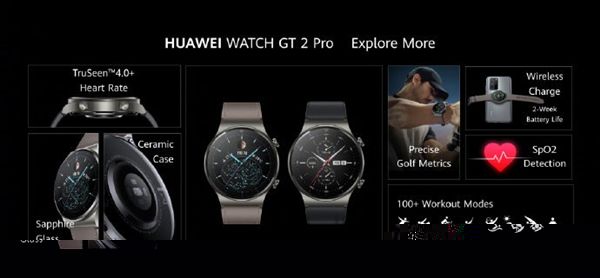 HUAWEI WATCH GT 2 Pro Explore More
TruSeen™4.0+
Heart Rate
Ceramic
Case
Sapphire
Glass
Precise
Golf Metrics
Wireless
Charge
2-Week
Battery Life
SpO2
Detection
100+ Workout Modes